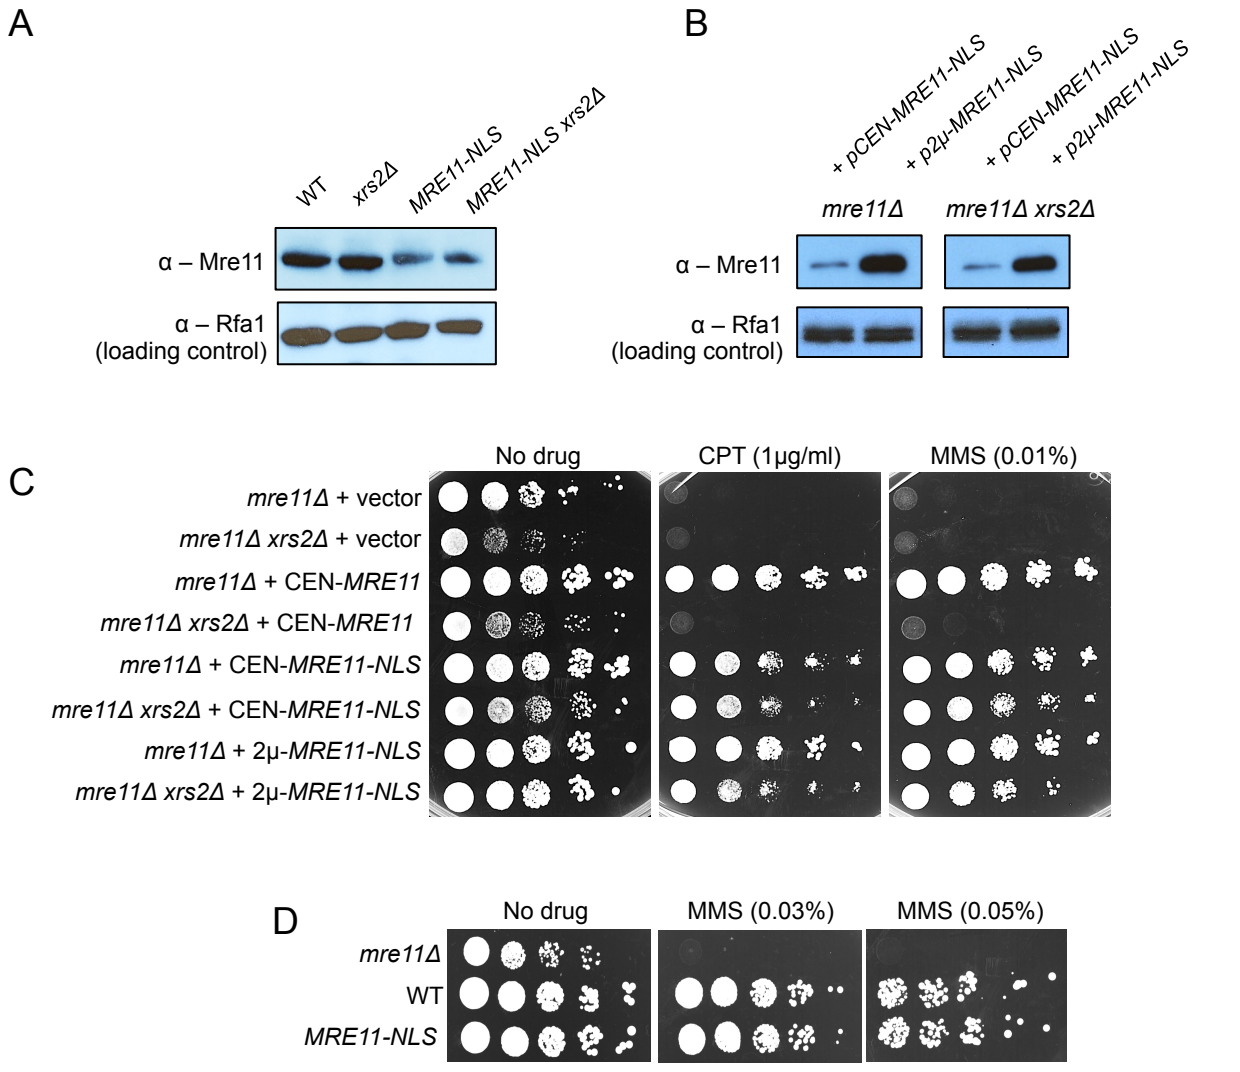 A
WT
xrs2Δ
MRE11-NLS
MRE11-NLS xrs2Δ
α – Mre11
α – Rfa1
(loading control)
B
+ pCEN-MRE11-NLS
+ p2µ-MRE11-NLS
+ pCEN-MRE11-NLS
+ p2µ-MRE11-NLS
mre11Δ
mre11Δ xrs2Δ
α – Mre11
α – Rfa1
(loading control)
C
No drug
CPT (1µg/ml)
MMS (0.01%)
mre11Δ + vector
mre11Δ xrs2Δ + vector
mre11Δ + CEN-MRE11
mre11Δ xrs2Δ + CEN-MRE11
mre11Δ + CEN-MRE11-NLS
mre11Δ xrs2Δ + CEN-MRE11-NLS
mre11Δ + 2µ-MRE11-NLS
mre11Δ xrs2Δ + 2µ-MRE11-NLS
D
No drug
MMS (0.03%)
MMS (0.05%)
mre11Δ
WT
MRE11-NLS